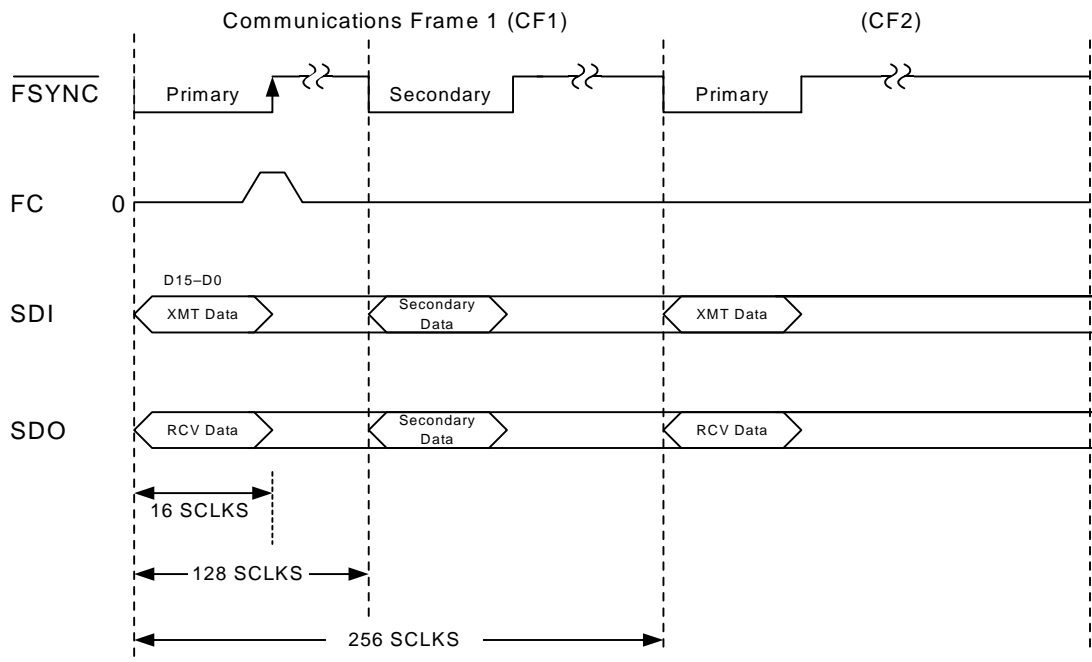 Communications Frame 1 (CF1) (CF2)
FSYNC Primary Secondary Primary
FC 0
D15–D0
SDI XMT Data Secondary Data XMT Data
SDO RCV Data Secondary Data RCV Data
16 SCLKS
128 SCLKS
256 SCLKS